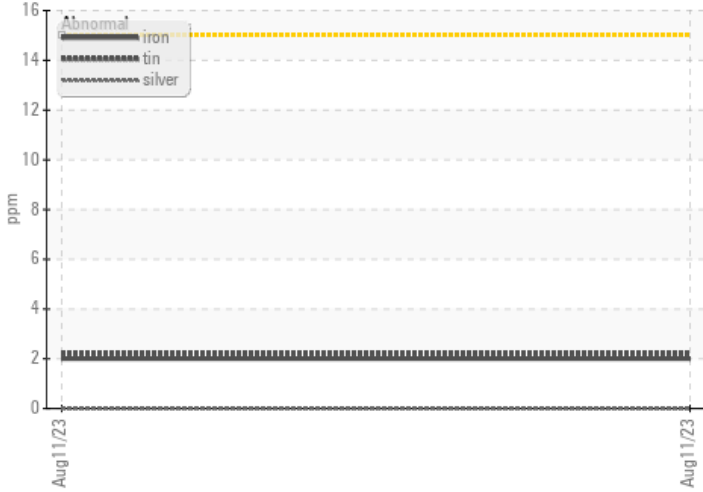 16
14
12
10
8
6
4
2
0
ppm
Abnormal
iron
tin
silver
Aug11/23
Aug11/23